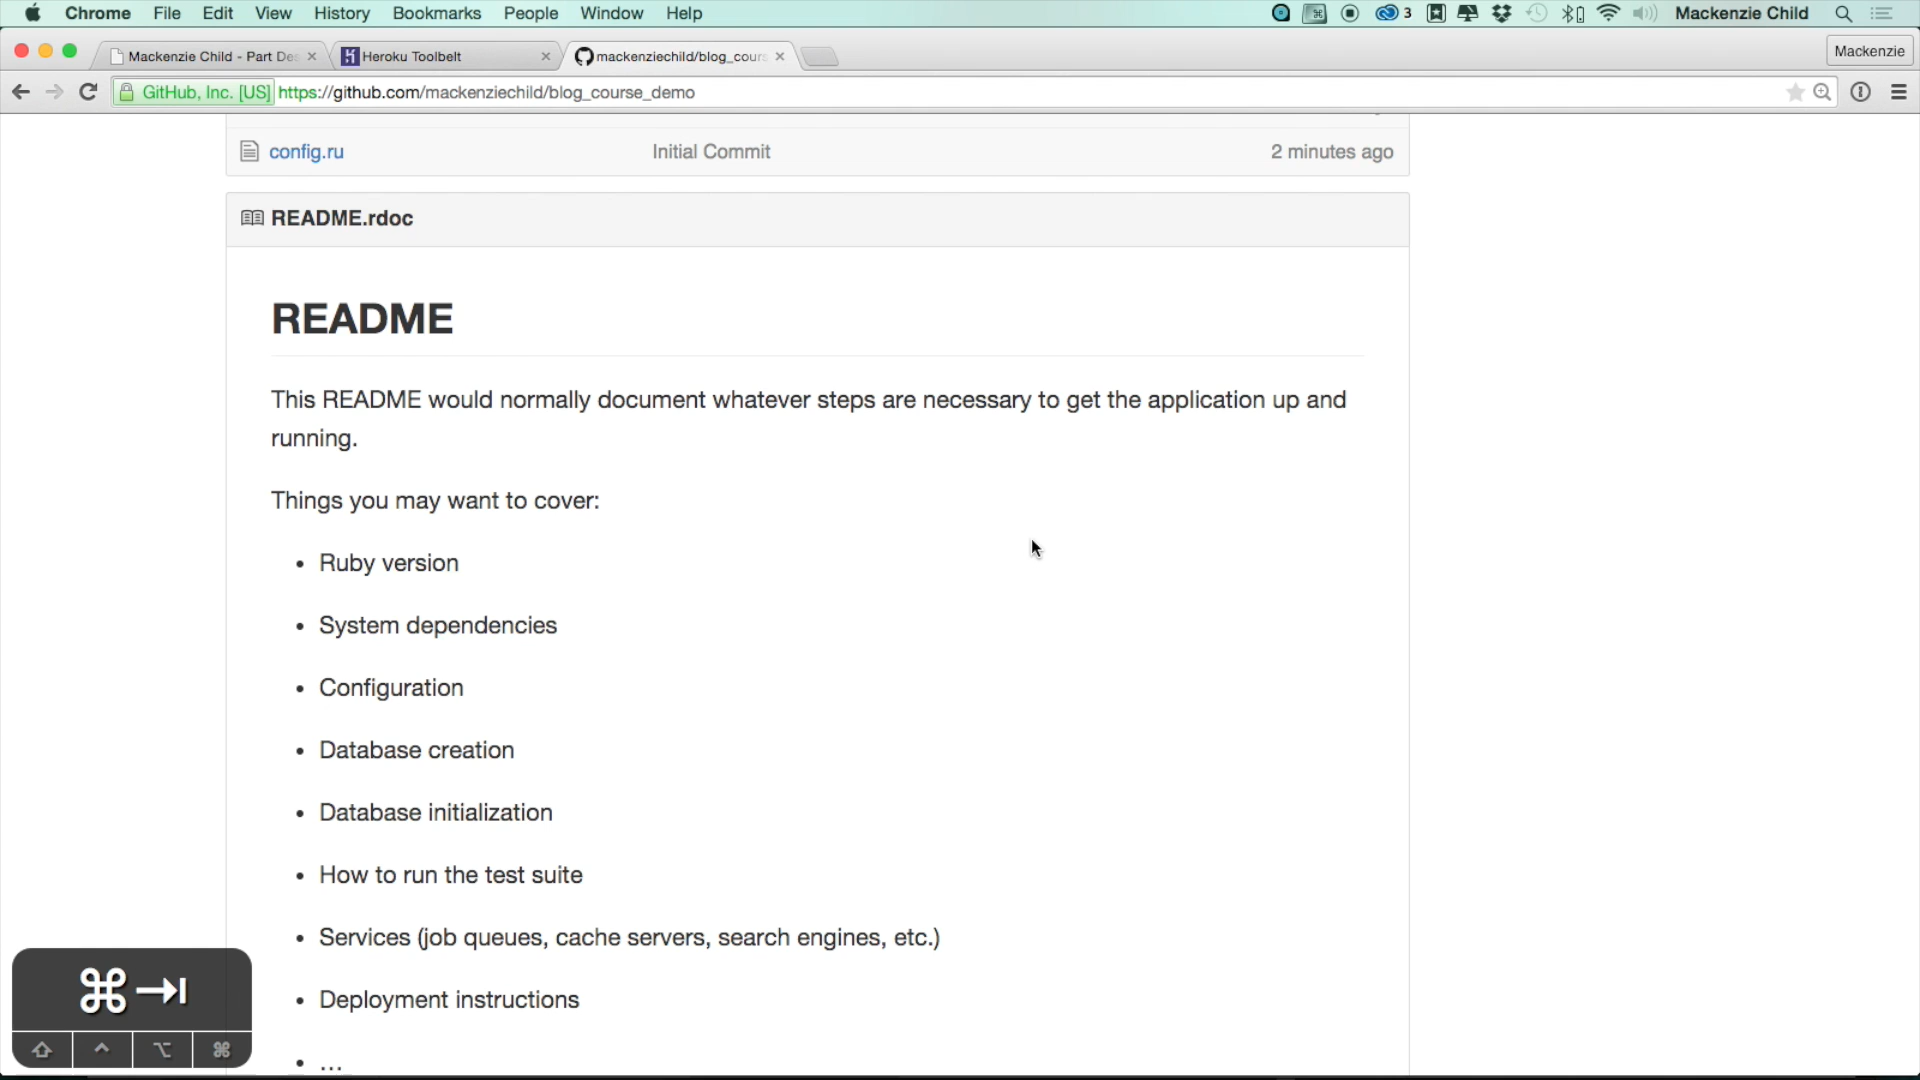 Chrome File Edit View History Bookmarks People Window Help 3 Mackenzie Child
Mackenzie Child - Part Des Heroku Toolbelt mackenziechild/blog_cours Mackenzie
GitHub, Inc. [US] https://github.com/mackenziechild/blog_course_demo
config.ru Initial Commit 2 minutes ago
README.rdoc
README
This README would normally document whatever steps are necessary to get the application up and
running.
Things you may want to cover:
• Ruby version
• System dependencies
• Configuration
• Database creation
• Database initialization
• How to run the test suite
• Services (job queues, cache servers, search engines, etc.)
• Deployment instructions
• ...
⌘⇥
⇧ ⌃ ⌥ ⌘